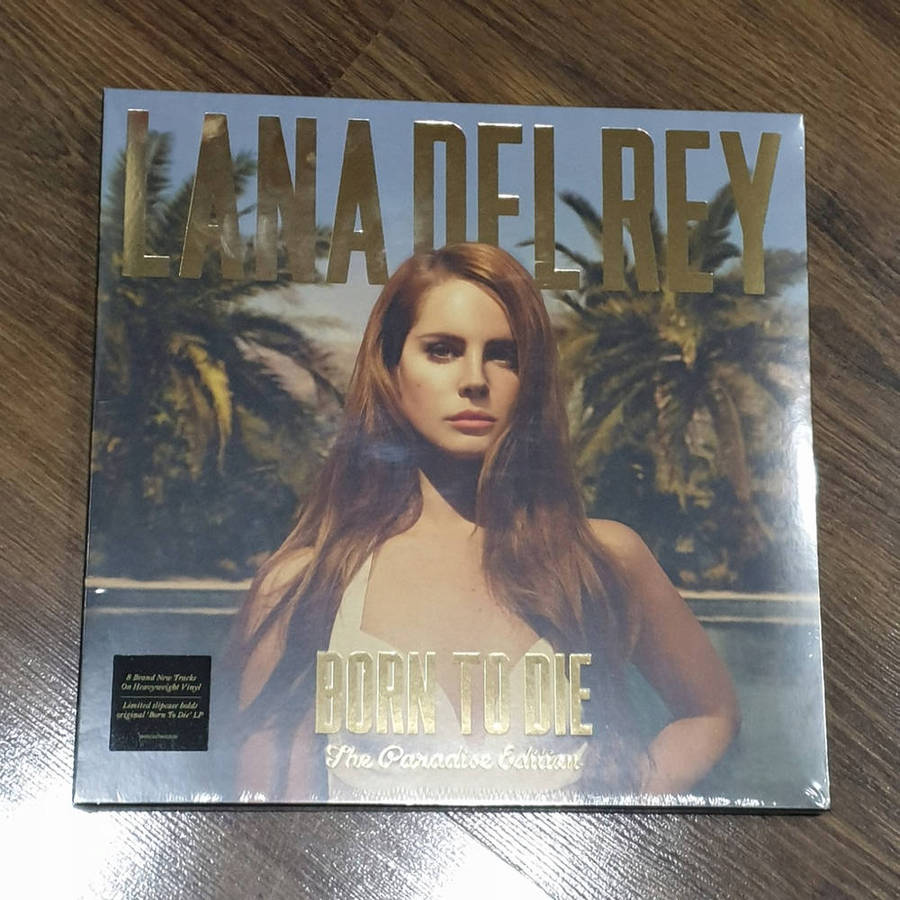 LANA DEL REY
BORN TO DIE
The Paradise Edition
8 Brand New Tracks
On Heavyweight Vinyl
Limited slipcase holds
original 'Born To Die' LP